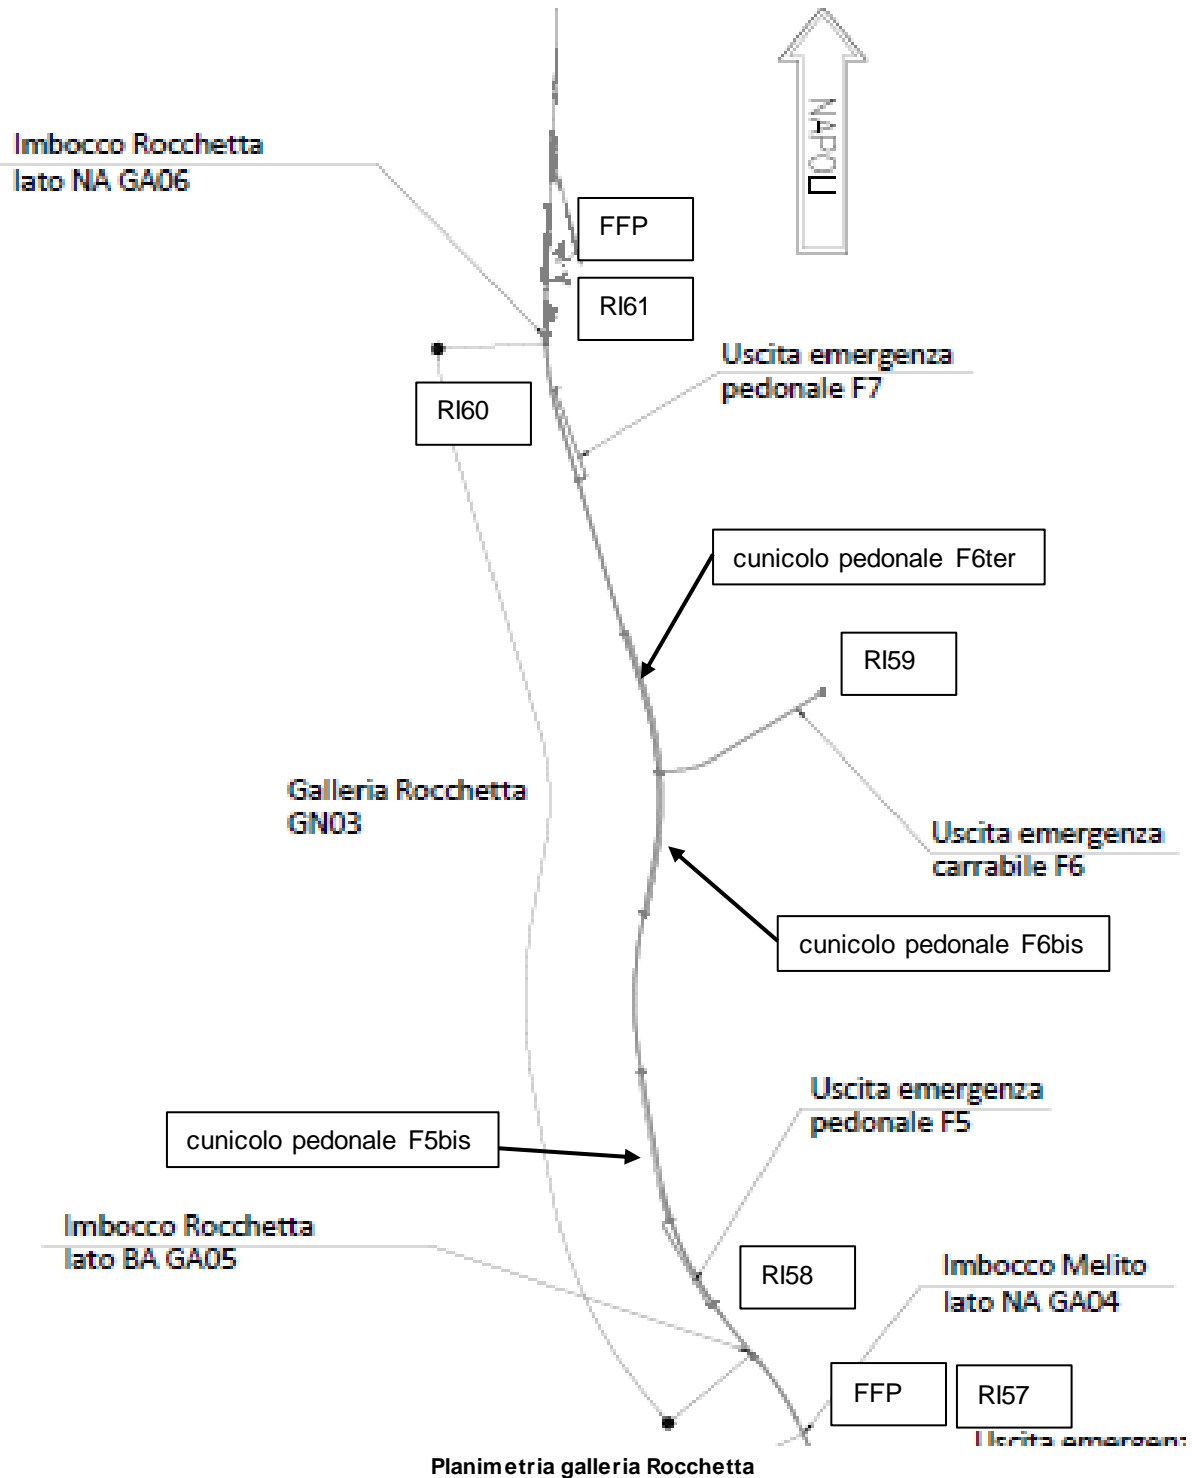 NAPOLI
Imbocco Rocchetta
lato NA GA06
FFP
RI61
Uscita emergenza
pedonale F7
RI60
cunicolo pedonale F6ter
RI59
Galleria Rocchetta
GN03
Uscita emergenza
carrabile F6
cunicolo pedonale F6bis
Uscita emergenza
pedonale F5
cunicolo pedonale F5bis
Imbocco Rocchetta
lato BA GA05
RI58
Imbocco Melito
lato NA GA04
FFP
RI57
Uscita emergenz
Planimetria galleria Rocchetta